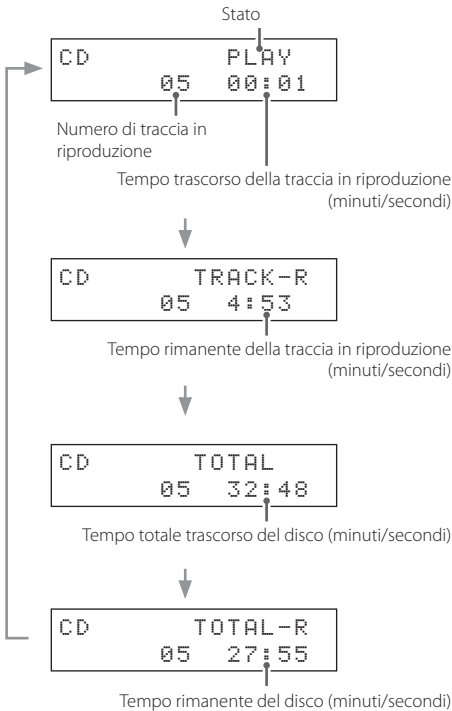 Stato
CD PLAY
05 00:01
Numero di traccia in
riproduzione
Tempo trascorso della traccia in riproduzione
(minuti/secondi)
CD TRACK-R
05 4:53
Tempo rimanente della traccia in riproduzione
(minuti/secondi)
CD TOTAL
05 32:48
Tempo totale trascorso del disco (minuti/secondi)
CD TOTAL-R
05 27:55
Tempo rimanente del disco (minuti/secondi)